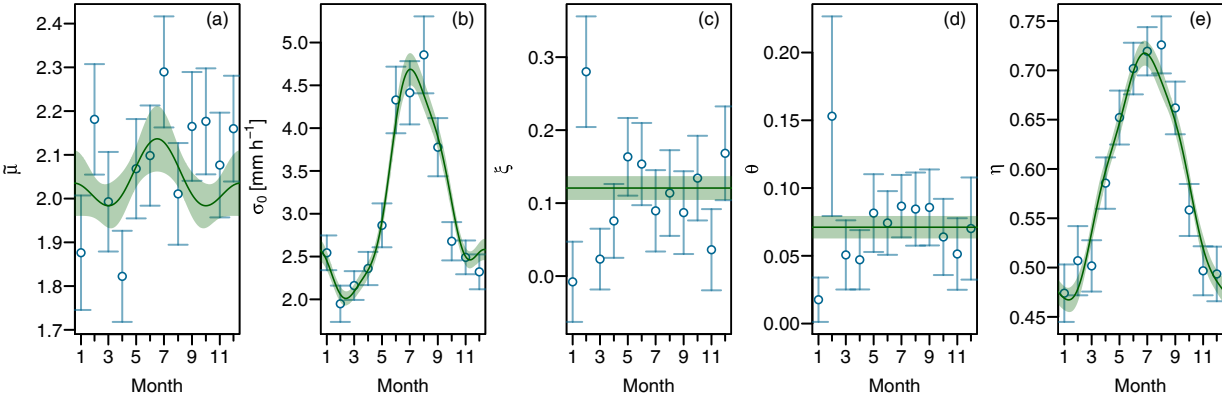 (a)
2.4
2.3
2.2
2.1
2.0
1.9
1.8
1.7
μ̃
1 3 5 7 9 11
Month
(b)
5.0
4.5
4.0
3.5
3.0
2.5
2.0
σ₀ [mm h⁻¹]
1 3 5 7 9 11
Month
(c)
0.3
0.2
0.1
0.0
ξ
1 3 5 7 9 11
Month
(d)
0.20
0.15
0.10
0.05
0.00
θ
1 3 5 7 9 11
Month
(e)
0.75
0.70
0.65
0.60
0.55
0.50
0.45
η
1 3 5 7 9 11
Month